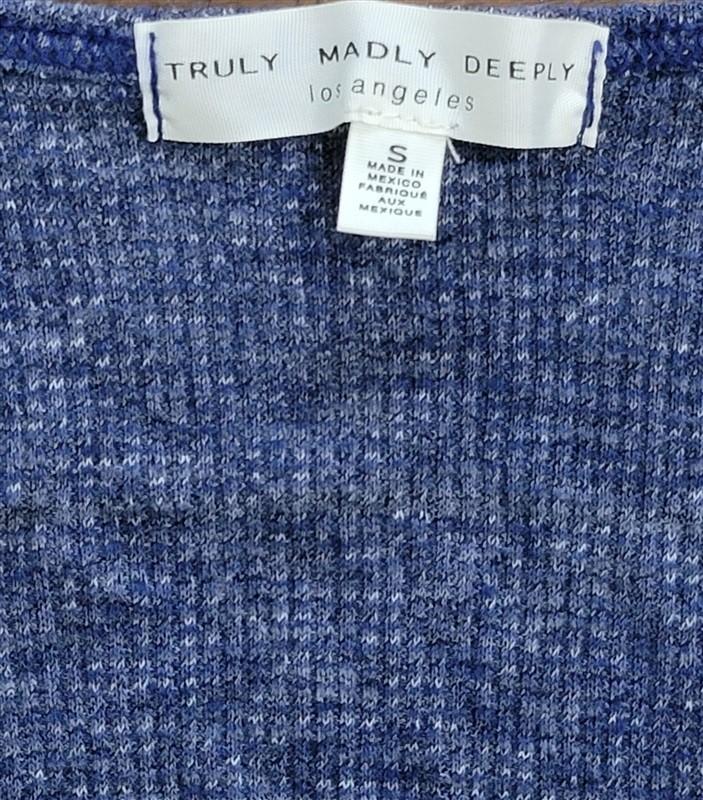 TRULY MADLY DEEPLY
los angeles
S
MADE IN
MEXICO
FABRIQUÉ
AUX
MEXIQUE